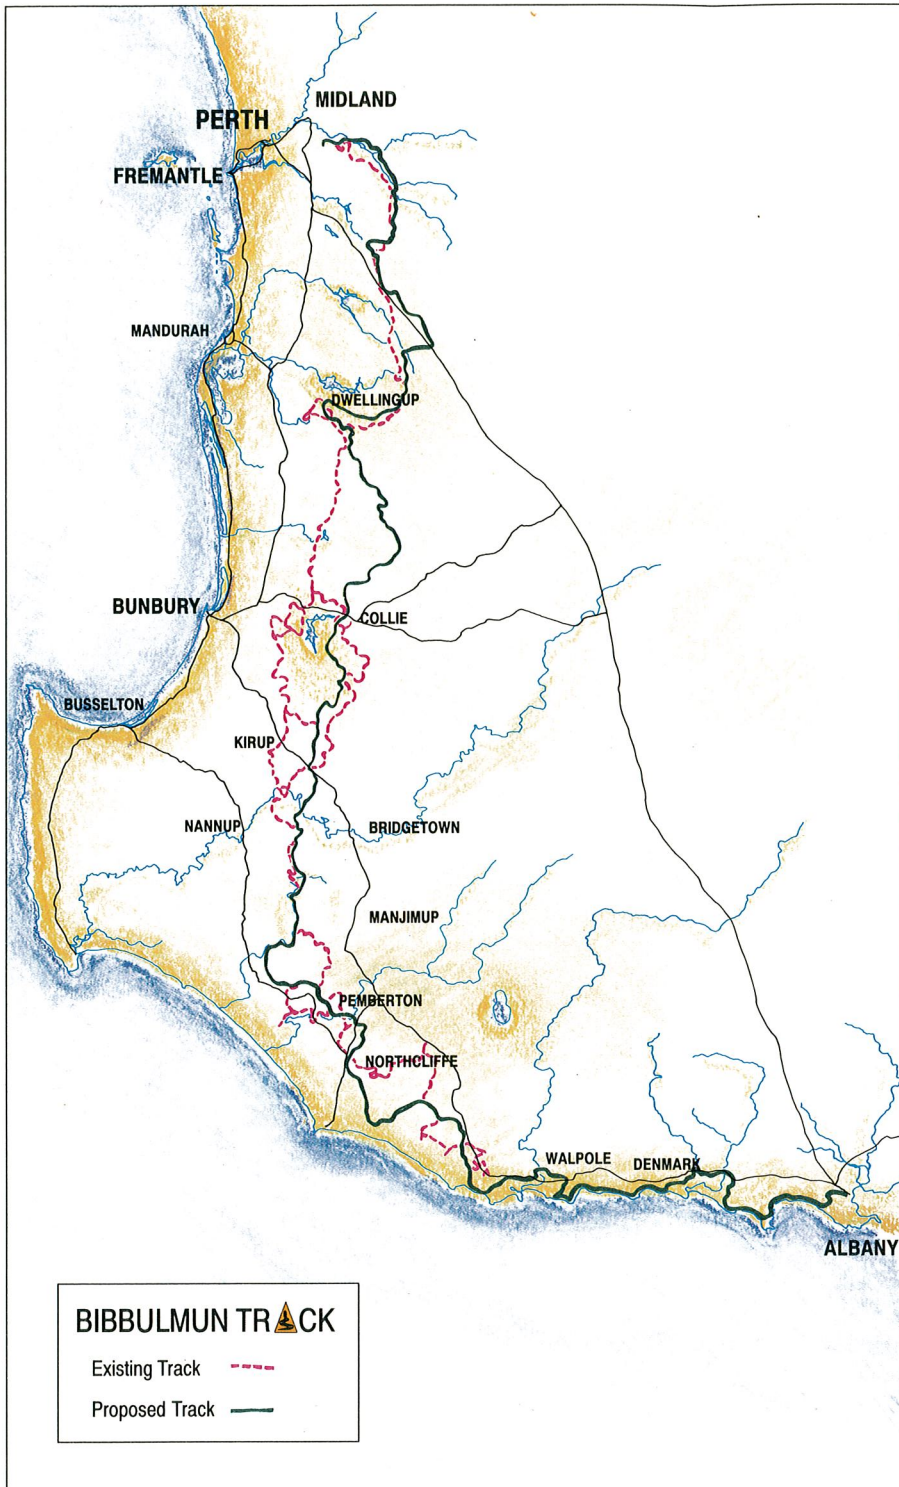 MIDLAND
PERTH
FREMANTLE
MANDURAH
DWELLINGUP
BUNBURY
COLLIE
BUSSELTON
KIRUP
NANNUP
BRIDGETOWN
MANJIMUP
PEMBERTON
NORTHCLIFFE
WALPOLE
DENMARK
ALBANY
BIBBULMUN TRACK
Existing Track
Proposed Track